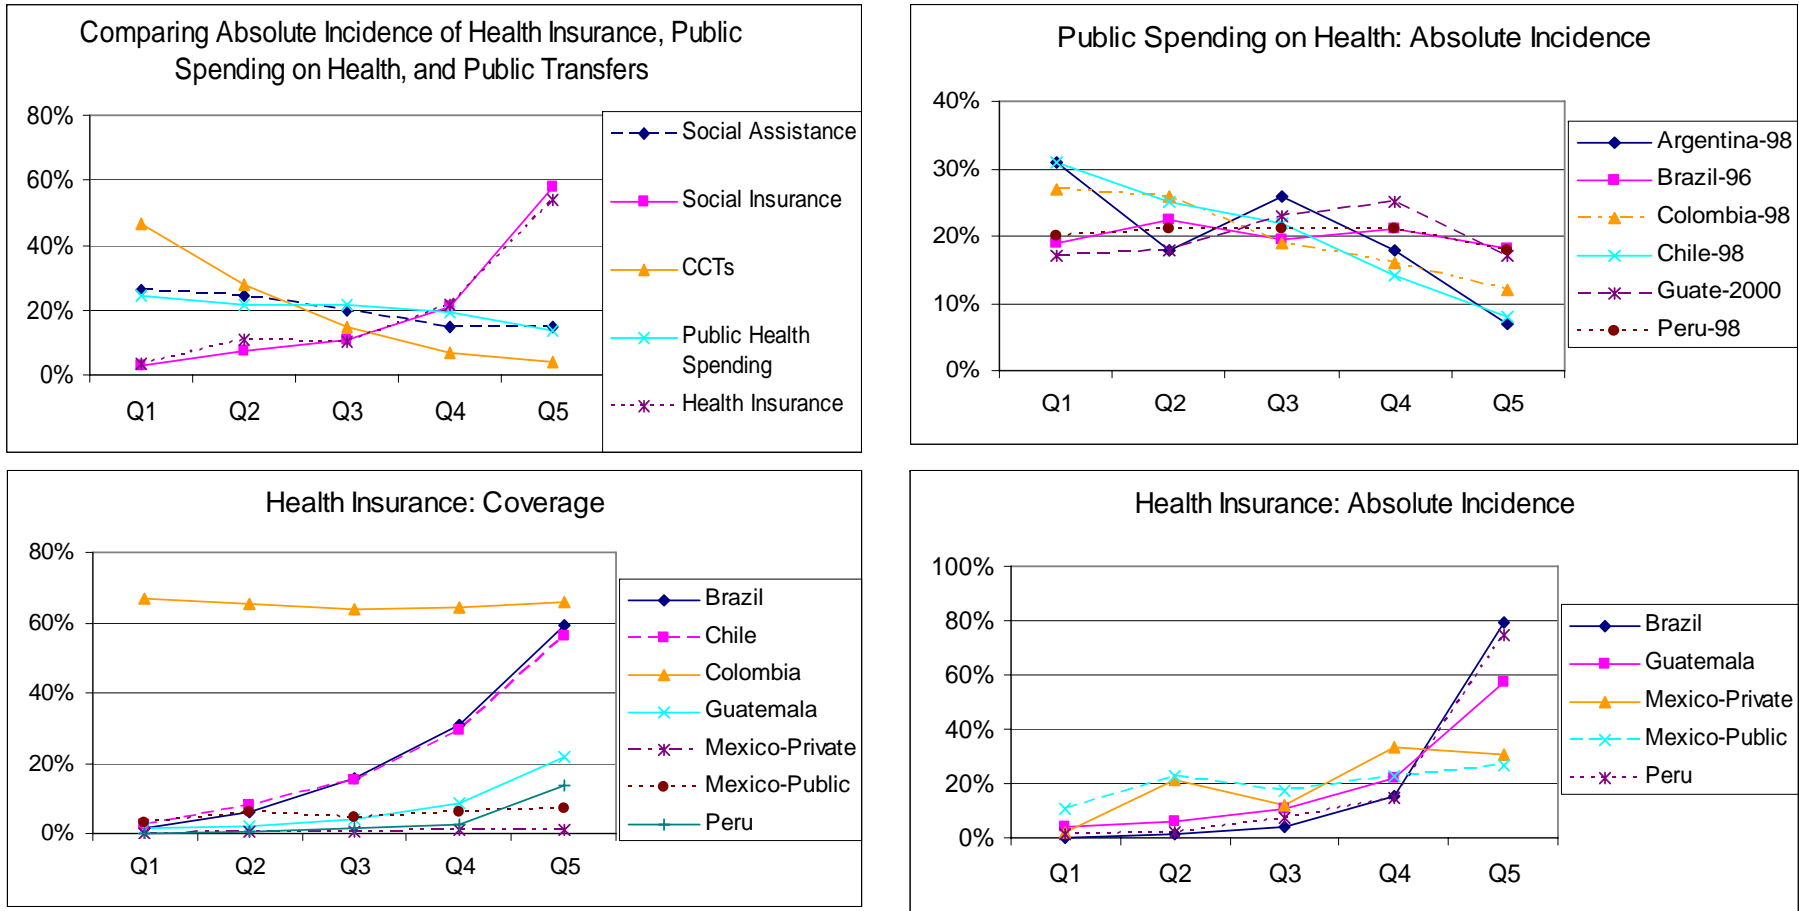 Comparing Absolute Incidence of Health Insurance, Public
Spending on Health, and Public Transfers
80%
60%
40%
20%
0%
Q1 Q2 Q3 Q4 Q5
Social Assistance
Social Insurance
CCTs
Public Health
Spending
Health Insurance
Public Spending on Health: Absolute Incidence
40%
30%
20%
10%
0%
Q1 Q2 Q3 Q4 Q5
Argentina-98
Brazil-96
Colombia-98
Chile-98
Guate-2000
Peru-98
Health Insurance: Coverage
80%
60%
40%
20%
0%
Q1 Q2 Q3 Q4 Q5
Brazil
Chile
Colombia
Guatemala
Mexico-Private
Mexico-Public
Peru
Health Insurance: Absolute Incidence
100%
80%
60%
40%
20%
0%
Q1 Q2 Q3 Q4 Q5
Brazil
Guatemala
Mexico-Private
Mexico-Public
Peru